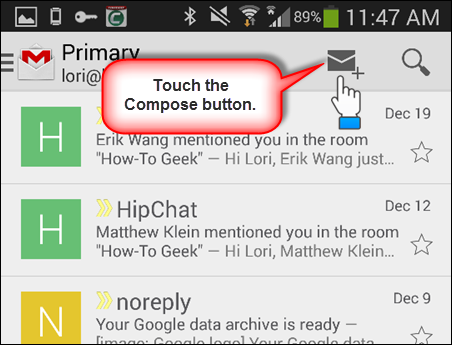 89% 11:47 AM
Primary
lori@
Touch the
Compose button.
H
Dec 19
Erik Wang mentioned you in the room
"How-To Geek" — Hi Lori, Erik Wang just…
H
HipChat
Dec 12
Matthew Klein mentioned you in the room
"How-To Geek" — Hi Lori, Matthew Klein…
N
noreply
Dec 9
Your Google data archive is ready —
[image: Google logo] Your Google data